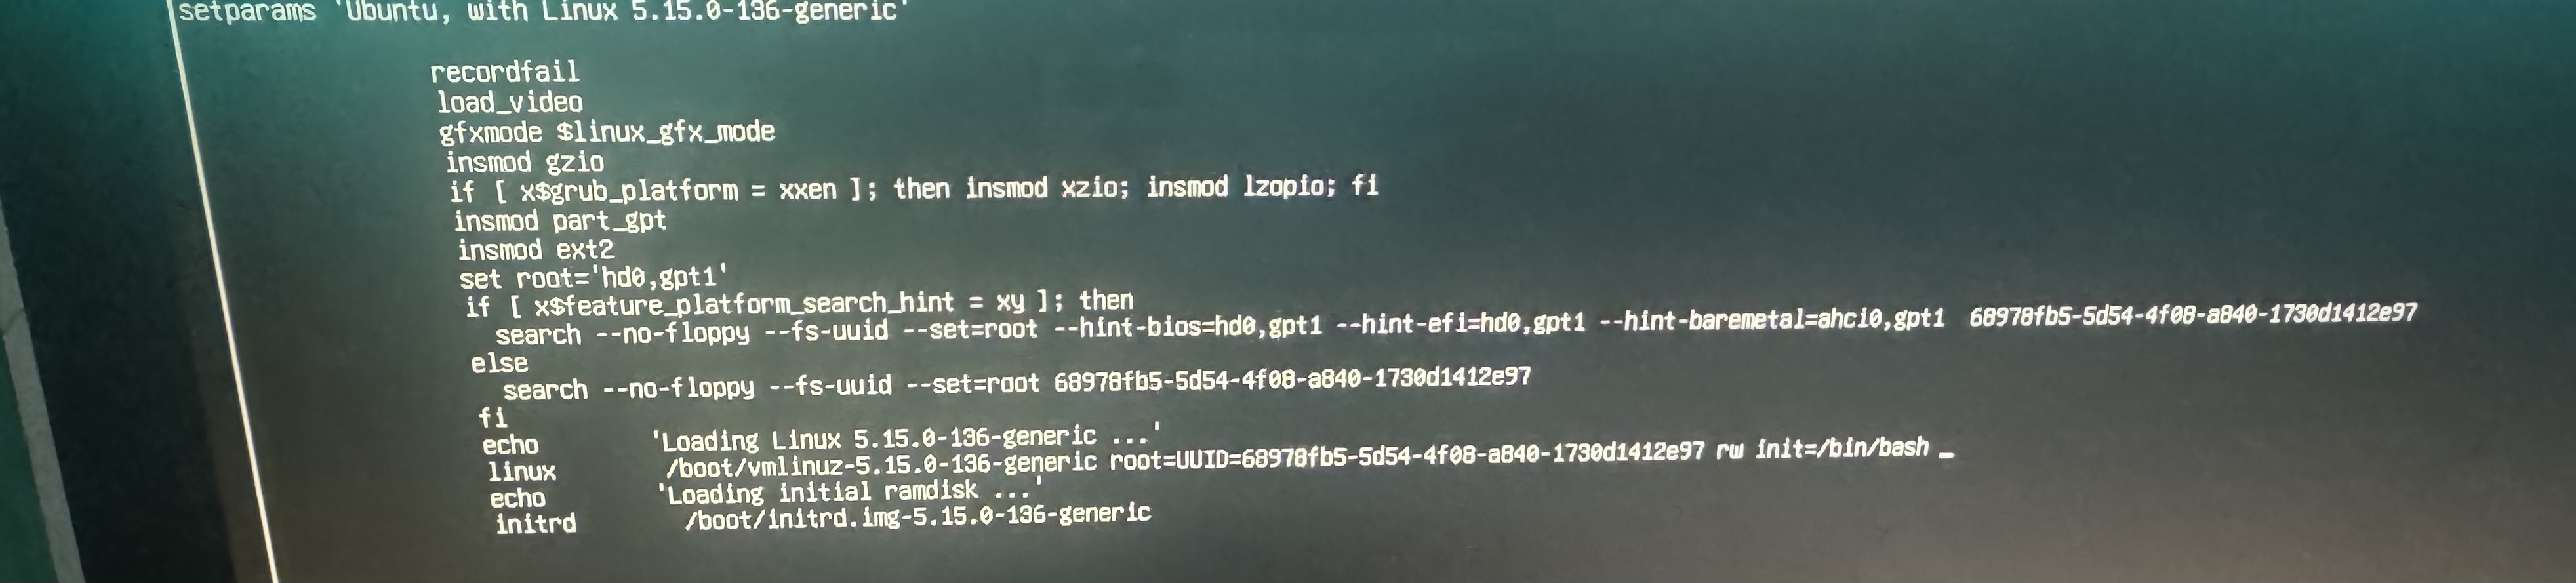 setparams 'Ubuntu, with Linux 5.15.0-136-generic'
recordfail
load_video
gfxmode $linux_gfx_mode
insmod gzio
if [ x$grub_platform = xxen ]; then insmod xzio; insmod lzopio; fi
insmod part_gpt
insmod ext2
set root='hd0,gpt1'
if [ x$feature_platform_search_hint = xy ]; then
search --no-floppy --fs-uuid --set=root --hint-bios=hd0,gpt1 --hint-efi=hd0,gpt1 --hint-baremetal=ahci0,gpt1 68978fb5-5d54-4f08-a840-1730d1412e97
else
search --no-floppy --fs-uuid --set=root 68978fb5-5d54-4f08-a840-1730d1412e97
fi
echo 'Loading Linux 5.15.0-136-generic ...'
linux /boot/vmlinuz-5.15.0-136-generic root=UUID=68978fb5-5d54-4f08-a840-1730d1412e97 rw init=/bin/bash _
echo 'Loading initial ramdisk ...'
initrd /boot/initrd.img-5.15.0-136-generic